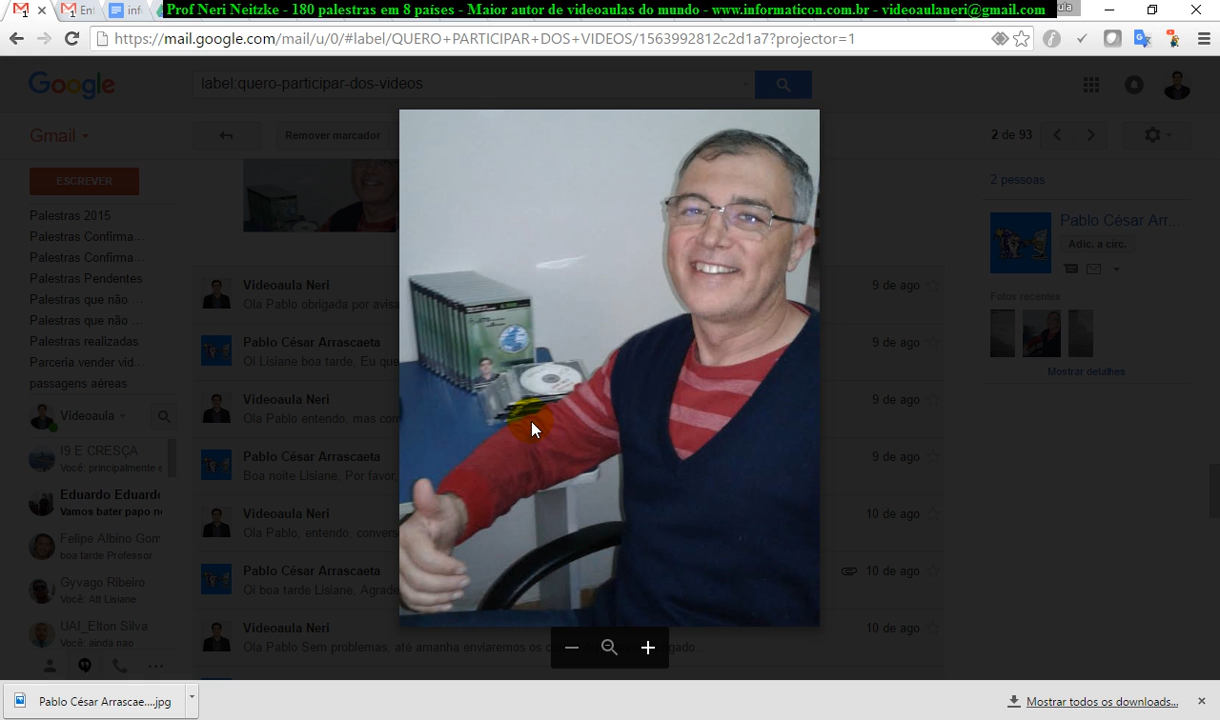 Prof Neri Neitzke - 180 palestras em 8 países - Maior autor de videoaulas do mundo - www.informaticon.com.br - videoaulaneri@gmail.com
https://mail.google.com/mail/u/0/#label/QUERO+PARTICIPAR+DOS+VIDEOS/1563992812c2d1a7?projector=1
Google
label:quero-participar-dos-videos
Gmail
Remover marcador
2 de 93
ESCREVER
2 pessoas
Palestras 2015
Pablo César Arr...
Palestras Confirma...
Adic. a círc.
Palestras Confirma...
Palestras Pendentes
Videoaula Neri
9 de ago
Fotos recentes
Palestras que não ...
Ola Pablo obrigada por avisa
Palestras que não ...
Palestras realizadas
Pablo César Arrascaeta
9 de ago
Parceria vender vid...
Oi Lisiane boa tarde, Eu que
Mostrar detalhes
passagens aéreas
Videoaula Neri
9 de ago
Videoaula
Ola Pablo entendo, mas com
I9 E CRESÇA
Você: principalmente e
Pablo César Arrascaeta
9 de ago
Boa noite Lisiane. Por favor,
Eduardo Eduardo
Vamos bater papo n
Videoaula Neri
10 de ago
Ola Pablo, entendo, convers
Felipe Albino Gom
boa tarde Professor
Pablo César Arrascaeta
10 de ago
Gyvago Ribeiro
Oi boa tarde Lisiane, Agrade
Você: Alt Lisiane
UAI_Elton Silva
Videoaula Neri
10 de ago
Você: ainda nao
Ola Pablo Sem problemas, até amanha enviaremos os
Pablo César Arrascae....jpg
Mostrar todos os downloads...